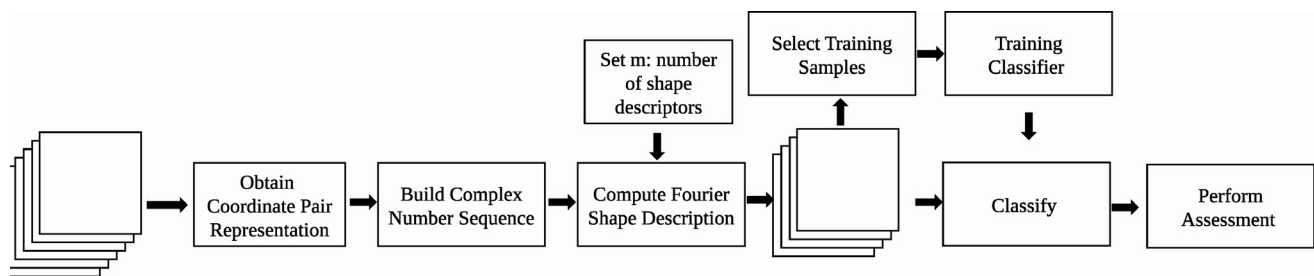 Select Training
Samples
Training
Classifier
Set m: number
of shape
descriptors
Obtain
Coordinate Pair
Representation
Build Complex
Number Sequence
Compute Fourier
Shape Description
Classify
Perform
Assessment